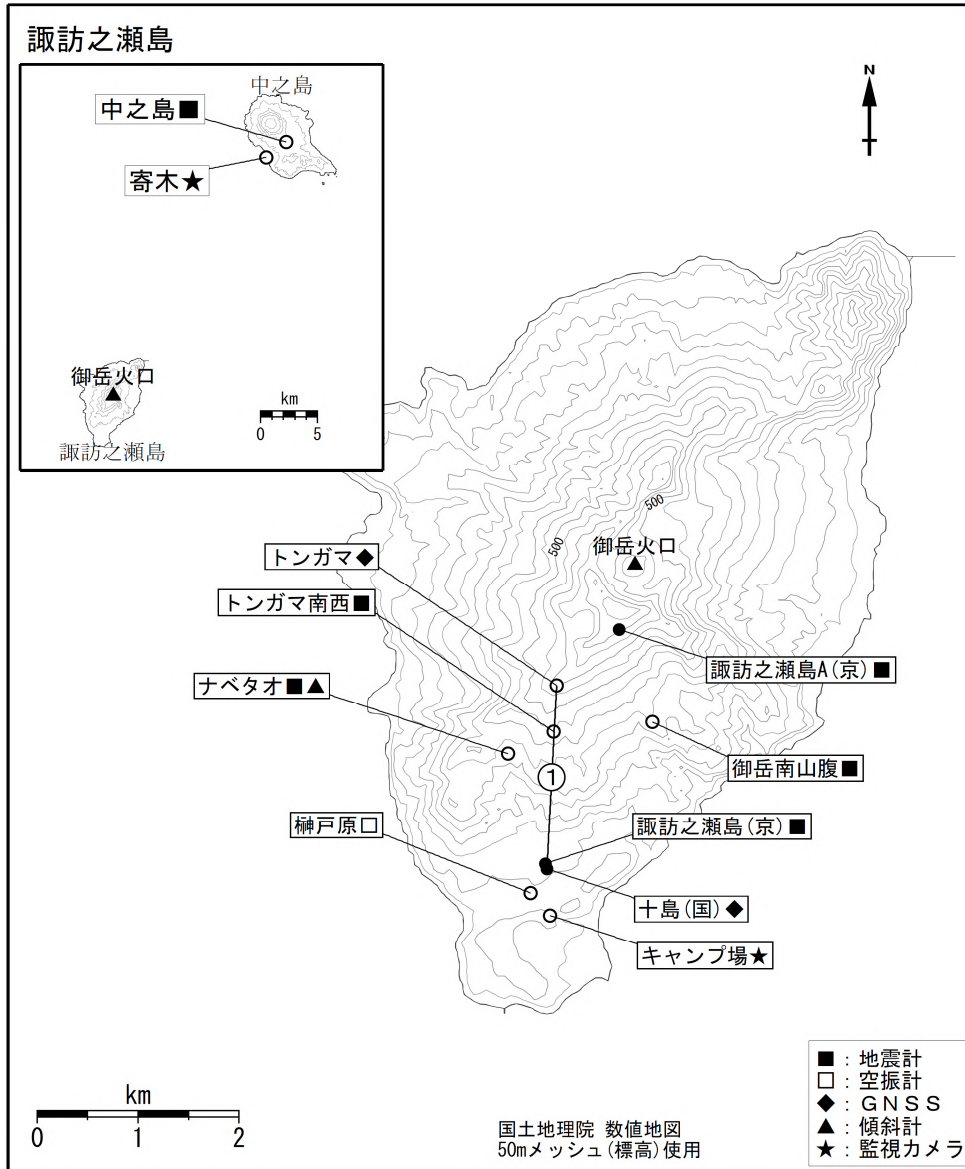 諏訪之瀬島
中之島
中之島■
寄木★
御岳火口
諏訪之瀬島
km
0 5
N
500
500
御岳火口
トンガマ◆
トンガマ南西■
ナベタオ■▲
榊戸原□
諏訪之瀬島A(京)■
御岳南山腹■
①
諏訪之瀬島(京)■
十島(国)◆
キャンプ場★
km
0 1 2
国土地理院 数値地図
50mメッシュ(標高)使用
■:地震計
□:空振計
◆:GNSS
▲:傾斜計
★:監視カメラ